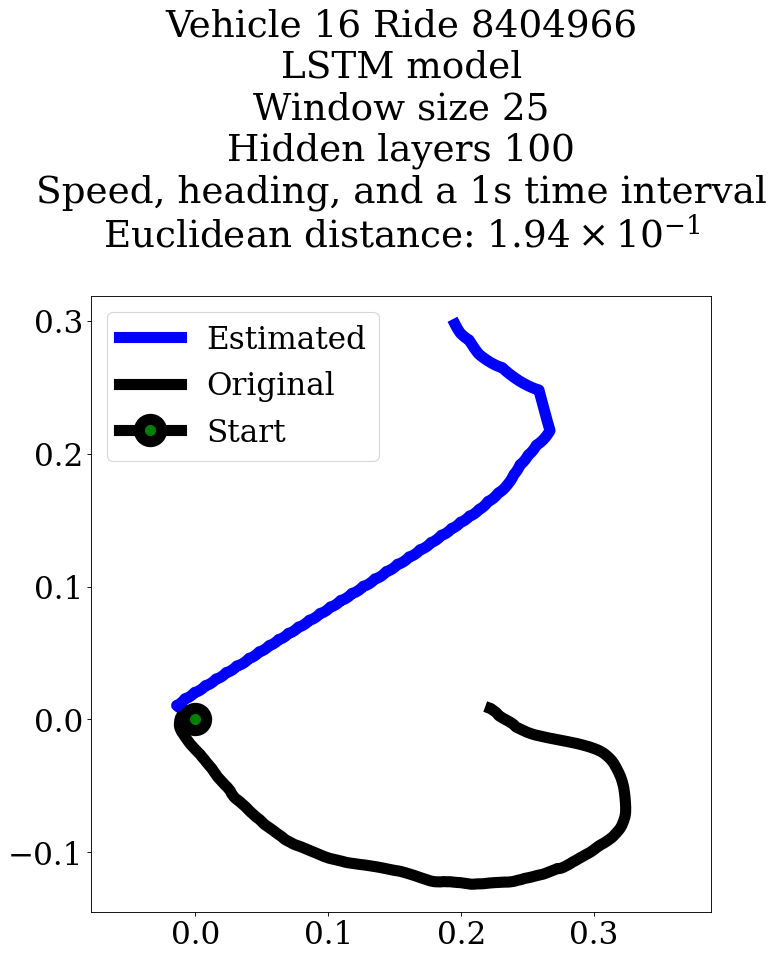 Vehicle 16 Ride 8404966
LSTM model
Window size 25
Hidden layers 100
Speed, heading, and a 1s time interval
Euclidean distance: 1.94 × 10⁻¹
Estimated
Original
Start
0.3
0.2
0.1
0.0
−0.1
0.0 0.1 0.2 0.3